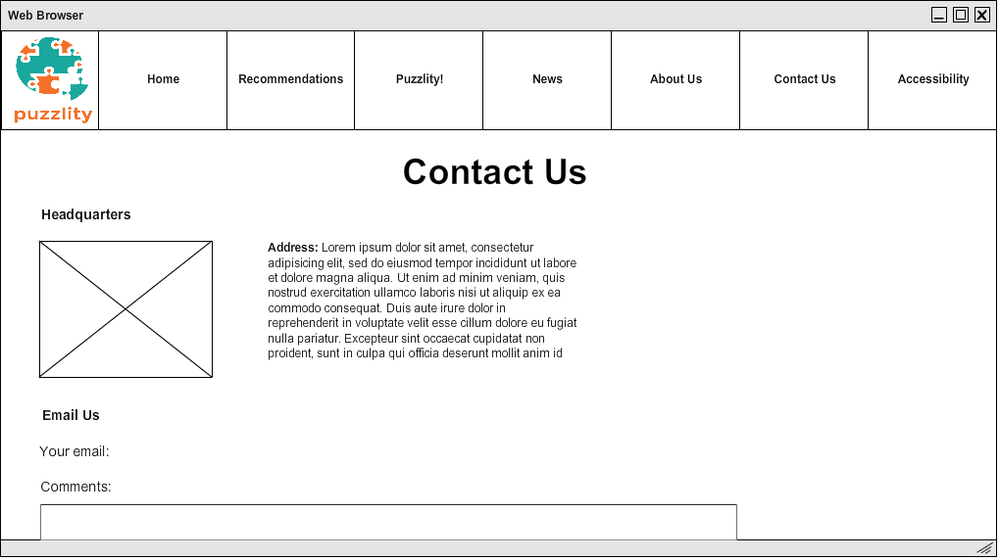 Web Browser
puzzlity
Home
Recommendations
Puzzlity!
News
About Us
Contact Us
Accessibility
Contact Us
Headquarters
Address: Lorem ipsum dolor sit amet, consectetur
adipisicing elit, sed do eiusmod tempor incididunt ut labore
et dolore magna aliqua. Ut enim ad minim veniam, quis
nostrud exercitation ullamco laboris nisi ut aliquip ex ea
commodo consequat. Duis aute irure dolor in
reprehenderit in voluptate velit esse cillum dolore eu fugiat
nulla pariatur. Excepteur sint occaecat cupidatat non
proident, sunt in culpa qui officia deserunt mollit anim id
Email Us
Your email:
Comments: